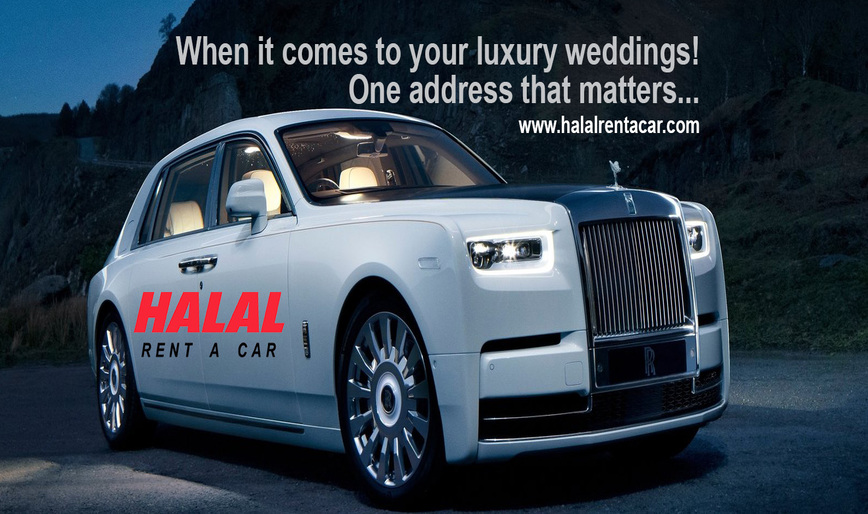 When it comes to your luxury weddings!
One address that matters...
www.halalrentacar.com
HALAL
RENT A CAR